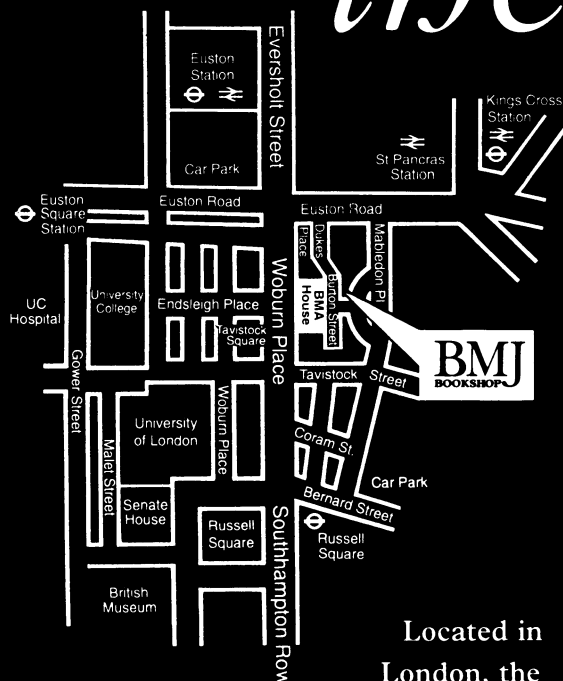 the
Euston
Station
Eversholt Street
Kings Cross
Station
St Pancras
Station
Car Park
Euston
Square
Station
Euston Road
Euston Road
Dukes
Place
Mabledon Pl
Burton Street
BMA
House
UC
Hospital
University
College
Endsleigh Place
Tavistock
Square
Woburn Place
BMJ
BOOKSHOP
Tavistock Street
Gower Street
Malet Street
University
of London
Woburn Place
Coram St.
Car Park
Bernard Street
Senate
House
Russell
Square
Russell
Square
Southhampton Row
British
Museum
Located in
London, the